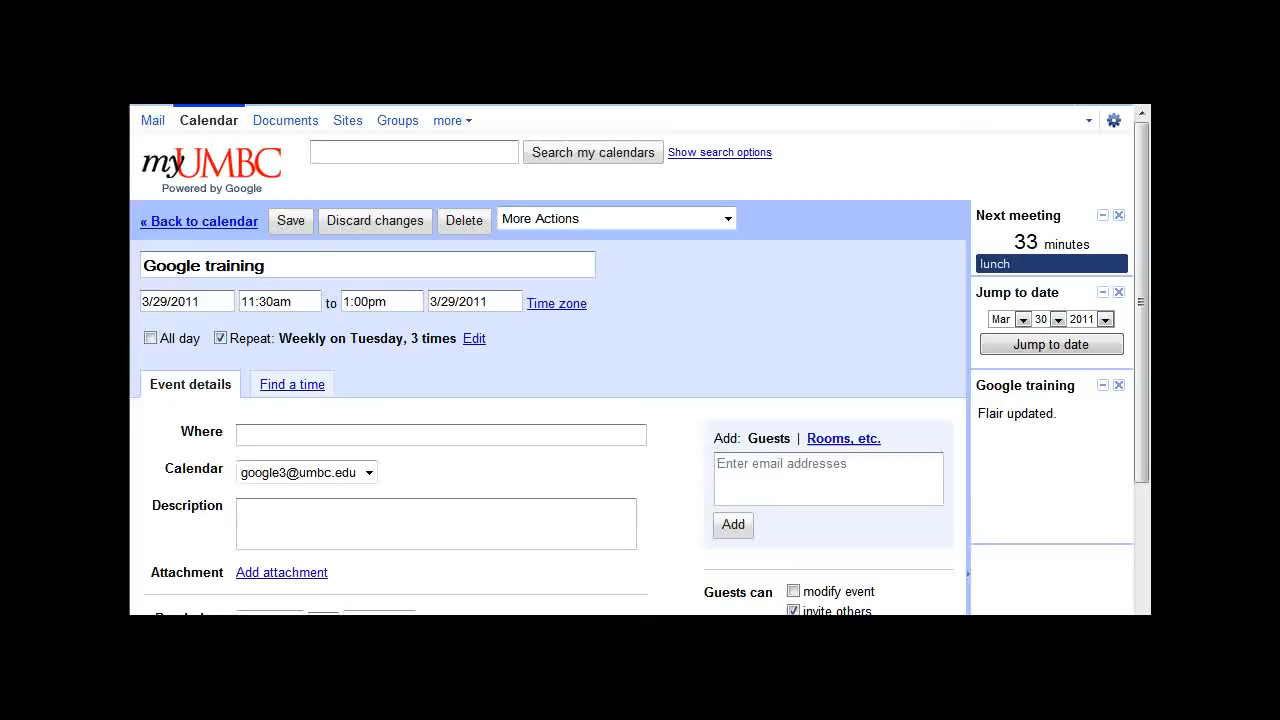 Mail Calendar Documents Sites Groups more
myUMBC
Powered by Google
Search my calendars Show search options
« Back to calendar Save Discard changes Delete More Actions
Google training
3/29/2011 11:30am to 1:00pm 3/29/2011 Time zone
All day Repeat: Weekly on Tuesday, 3 times Edit
Event details Find a time
Where
Calendar google3@umbc.edu
Description
Attachment Add attachment
Add: Guests | Rooms, etc.
Enter email addresses
Add
Guests can modify event
invite others
Next meeting
33 minutes
lunch
Jump to date
Mar 30 2011
Jump to date
Google training
Flair updated.